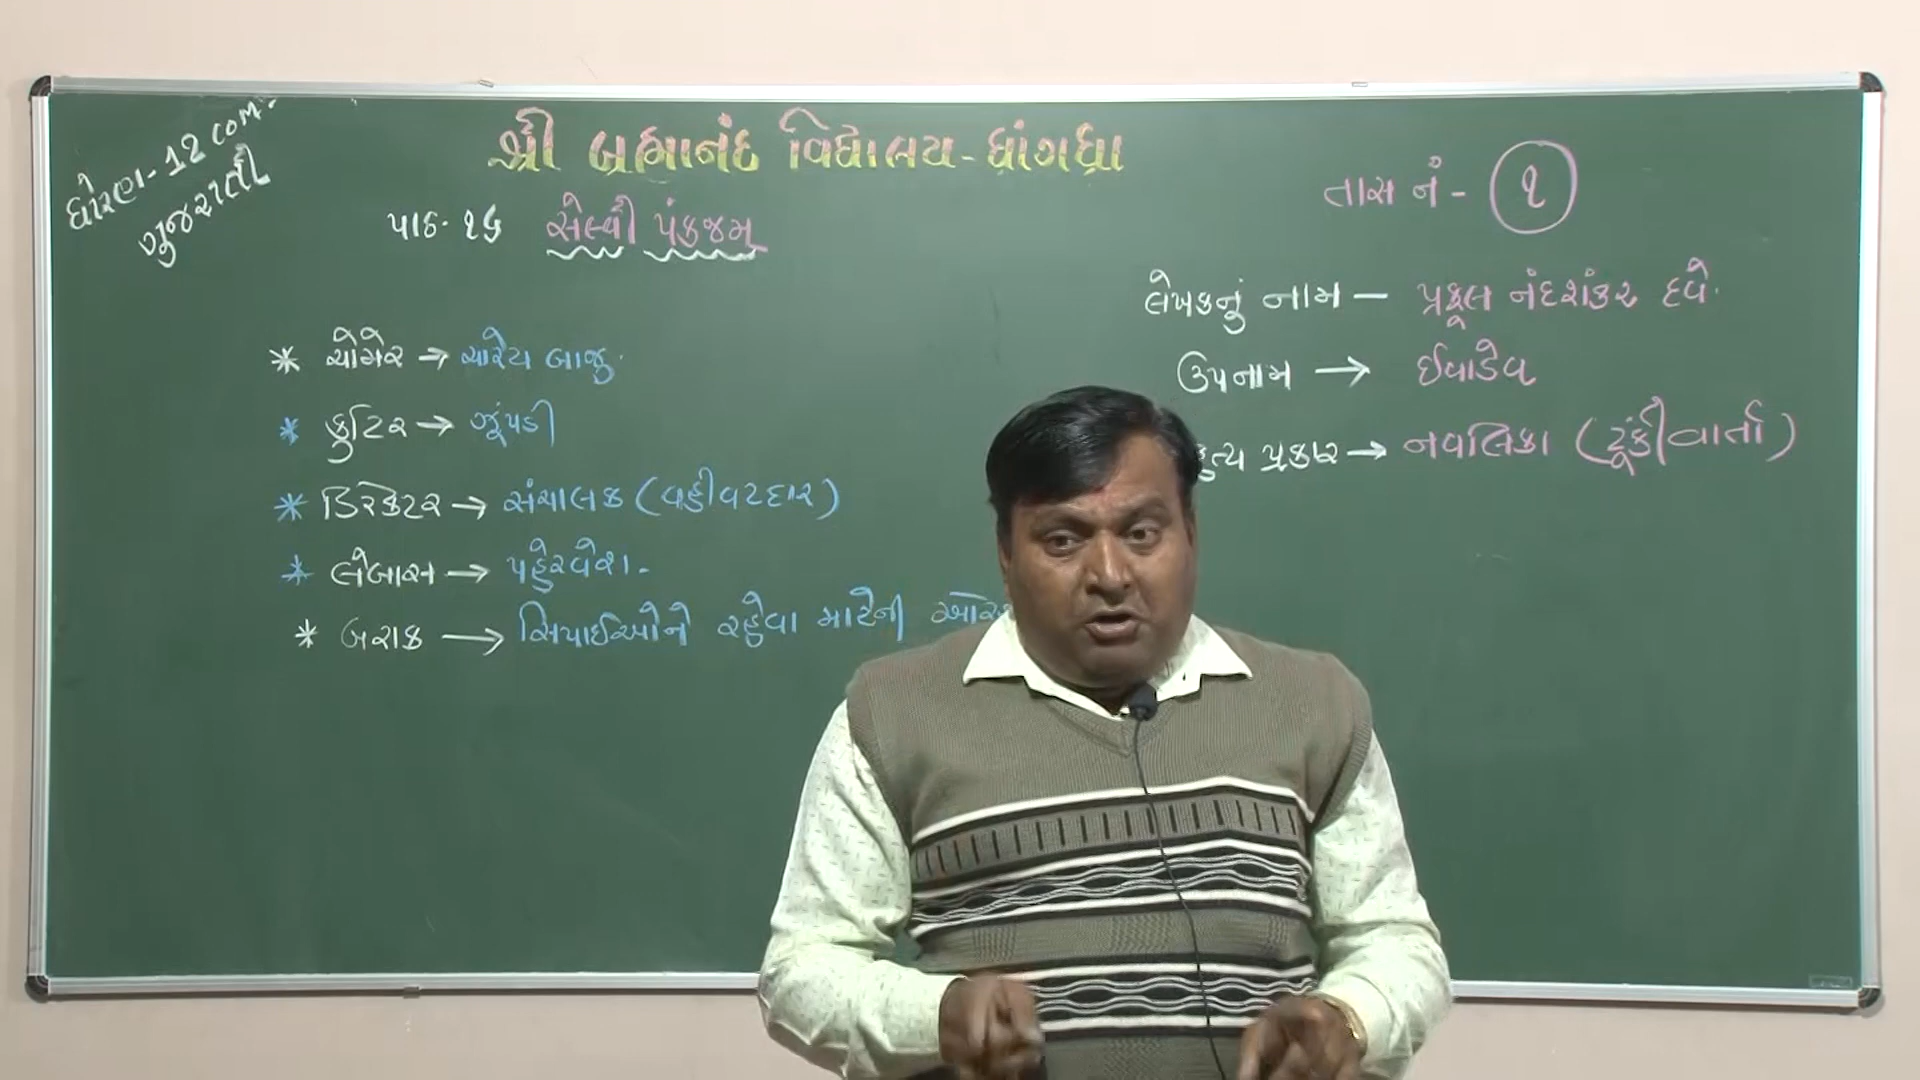 ધોરણ-12 com.
ગુજરાતી
શ્રી બ્રહ્માનંદ વિદ્યાલય-ધ્રાંગધ્રા
તાસ નં- ૧
પાઠ-૧૬ સેલ્વી પંકજમ્
લેખકનું નામ — પ્રફુલ નંદશંકર દવે.
ઉપનામ → ઈવાડેવ
પ્રકાર → નવલિકા (ટૂંકીવાર્તા)
* ચોમેર → ચારેય બાજુ.
* કુટિર → ઝૂંપડી
* ડિરેક્ટર → સંચાલક (વહીવટદાર)
* લેબાસ → પહેરવેશ.
* બરાક → સિપાઈઓને રહેવા માટેની